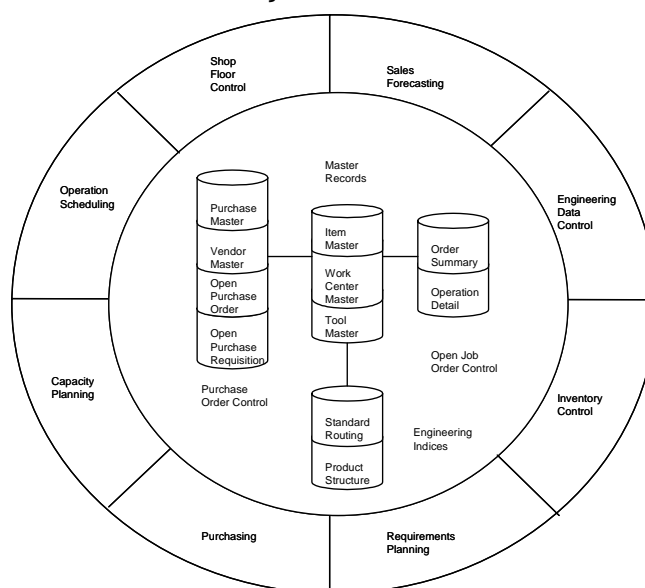 Shop
Floor
Control
Sales
Forecasting
Operation
Scheduling
Master
Records
Engineering
Data
Control
Purchase
Master
Vendor
Master
Open
Purchase
Order
Open
Purchase
Requisition
Item
Master
Work
Center
Master
Tool
Master
Order
Summary
Operation
Detail
Purchase
Order Control
Open Job
Order Control
Capacity
Planning
Inventory
Control
Standard
Routing
Product
Structure
Engineering
Indices
Purchasing
Requirements
Planning